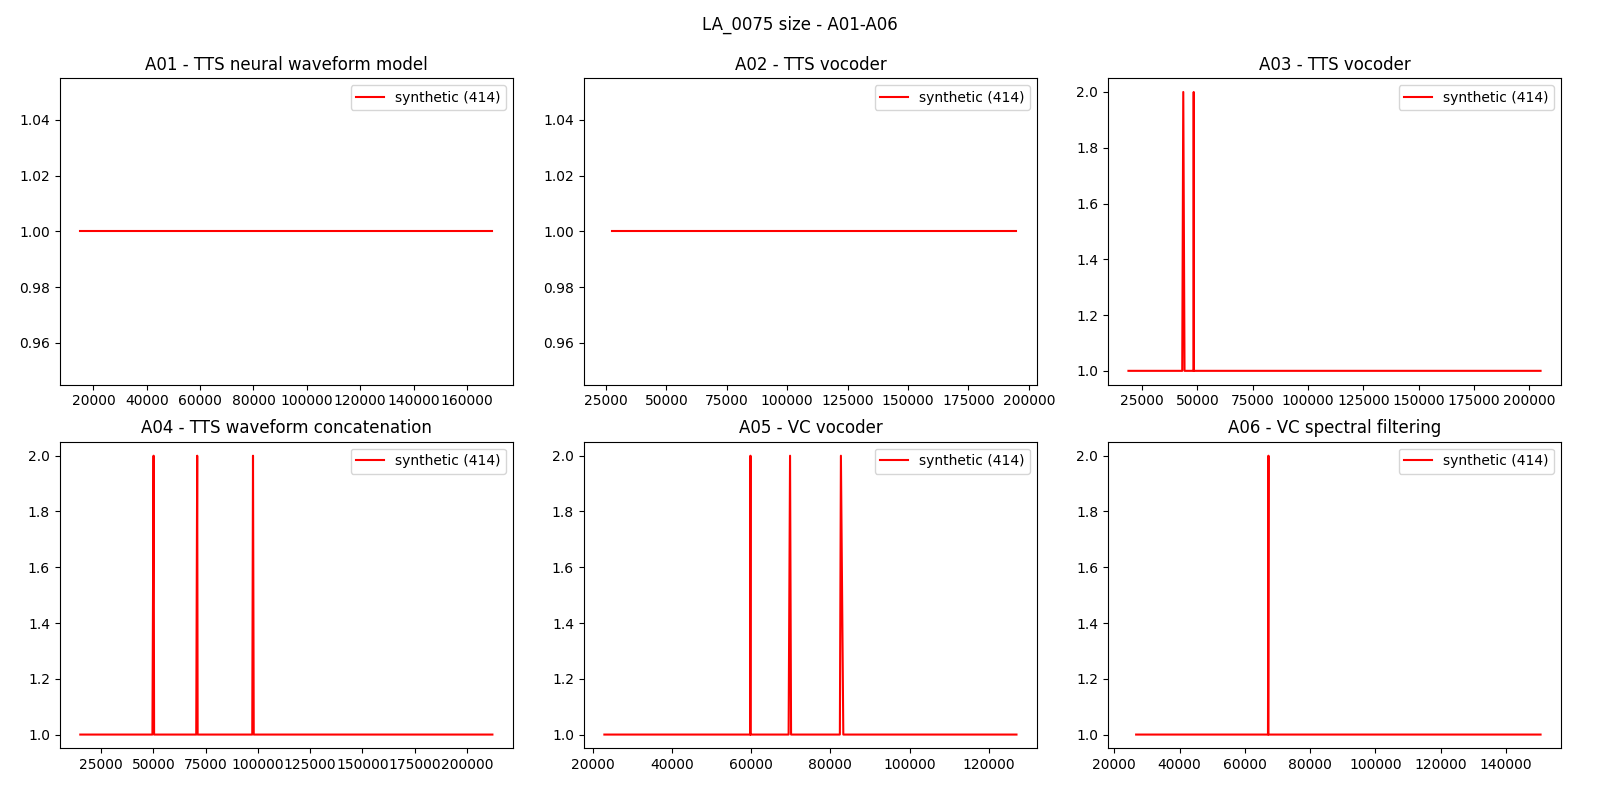 LA_0075 size - A01-A06
A01 - TTS neural waveform model
synthetic (414)
1.04
1.02
1.00
0.98
0.96
20000 40000 60000 80000 100000 120000 140000 160000
A02 - TTS vocoder
synthetic (414)
1.04
1.02
1.00
0.98
0.96
25000 50000 75000 100000 125000 150000 175000 200000
A03 - TTS vocoder
synthetic (414)
2.0
1.8
1.6
1.4
1.2
1.0
25000 50000 75000 100000 125000 150000 175000 200000
A04 - TTS waveform concatenation
synthetic (414)
2.0
1.8
1.6
1.4
1.2
1.0
25000 50000 75000 100000 125000 150000 175000 200000
A05 - VC vocoder
synthetic (414)
2.0
1.8
1.6
1.4
1.2
1.0
20000 40000 60000 80000 100000 120000
A06 - VC spectral filtering
synthetic (414)
2.0
1.8
1.6
1.4
1.2
1.0
20000 40000 60000 80000 100000 120000 140000